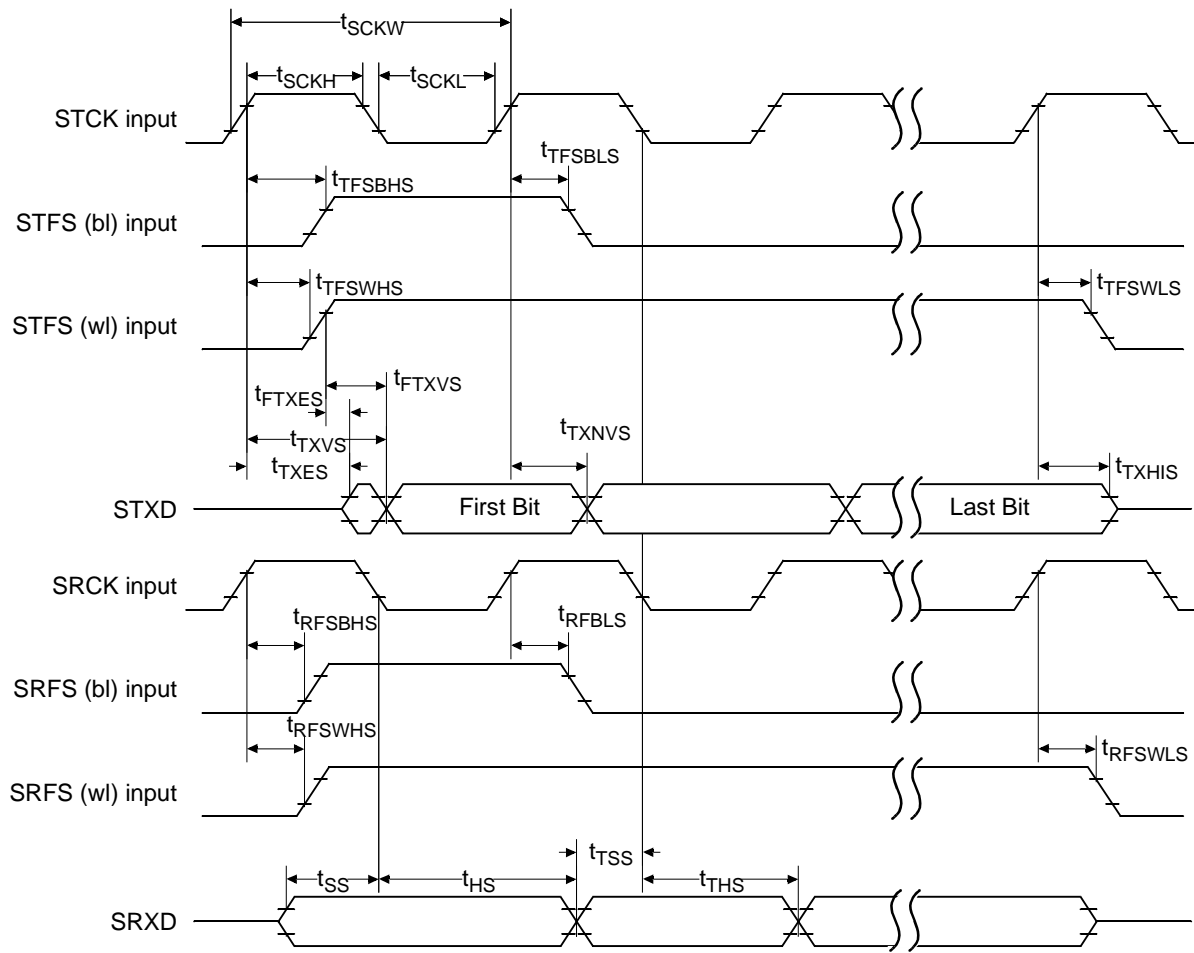 tSCKW
tSCKH
tSCKL
STCK input
tTFSBLS
tTFSBHS
STFS (bl) input
tTFSWHS
tTFSWLS
STFS (wl) input
tFTXVS
tFTXES
tTXVS
tTXNVS
tTXES
tTXHIS
STXD
First Bit
Last Bit
SRCK input
tRFSBHS
tRFBLS
SRFS (bl) input
tRFSWHS
tRFSWLS
SRFS (wl) input
tTSS
tSS
tHS
tTHS
SRXD